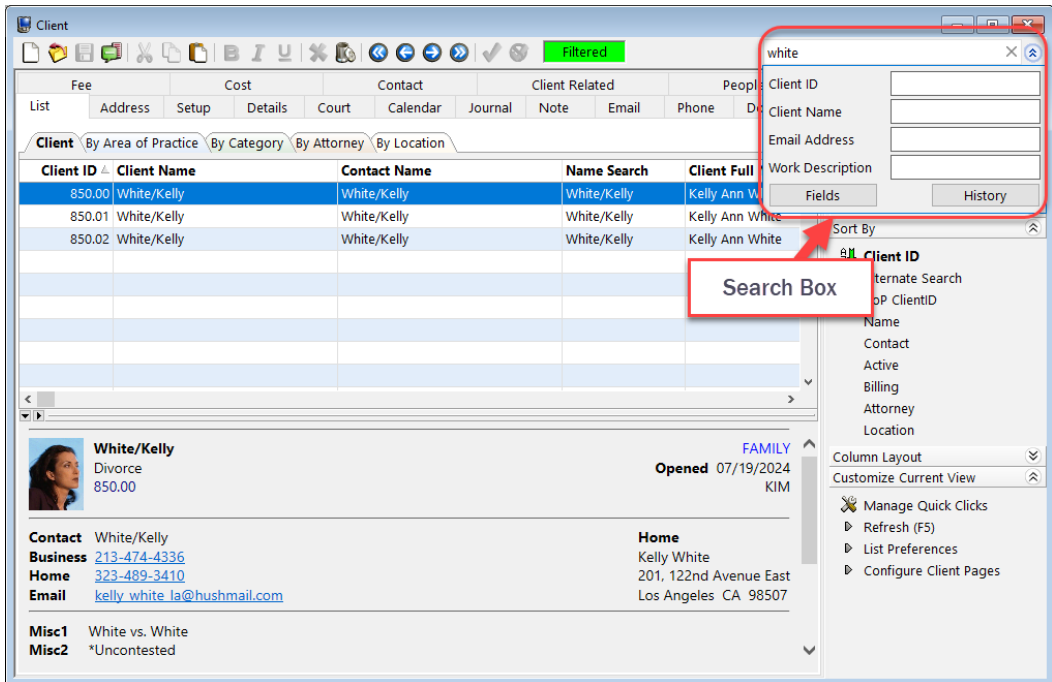 Client
B I U Filtered
white
Fee Cost Contact Client Related People
List Address Setup Details Court Calendar Journal Note Email Phone
Client ID
Client Name
Email Address
Work Description
Fields History
Client By Area of Practice By Category By Attorney By Location
Client ID Client Name Contact Name Name Search Client Full
850.00 White/Kelly White/Kelly White/Kelly Kelly Ann
850.01 White/Kelly White/Kelly White/Kelly Kelly Ann White
850.02 White/Kelly White/Kelly White/Kelly Kelly Ann White
Search Box
Sort By
Client ID
Search
ClientID
Name
Contact
Active
Billing
Attorney
Location
Column Layout
Customize Current View
Manage Quick Clicks
Refresh (F5)
List Preferences
Configure Client Pages
White/Kelly FAMILY
Divorce Opened 07/19/2024
850.00 KIM
Contact White/Kelly Home
Business 213-474-4336 Kelly White
Home 323-489-3410 201, 122nd Avenue East
Email kelly_white_la@hushmail.com Los Angeles CA 98507
Misc1 White vs. White
Misc2 *Uncontested